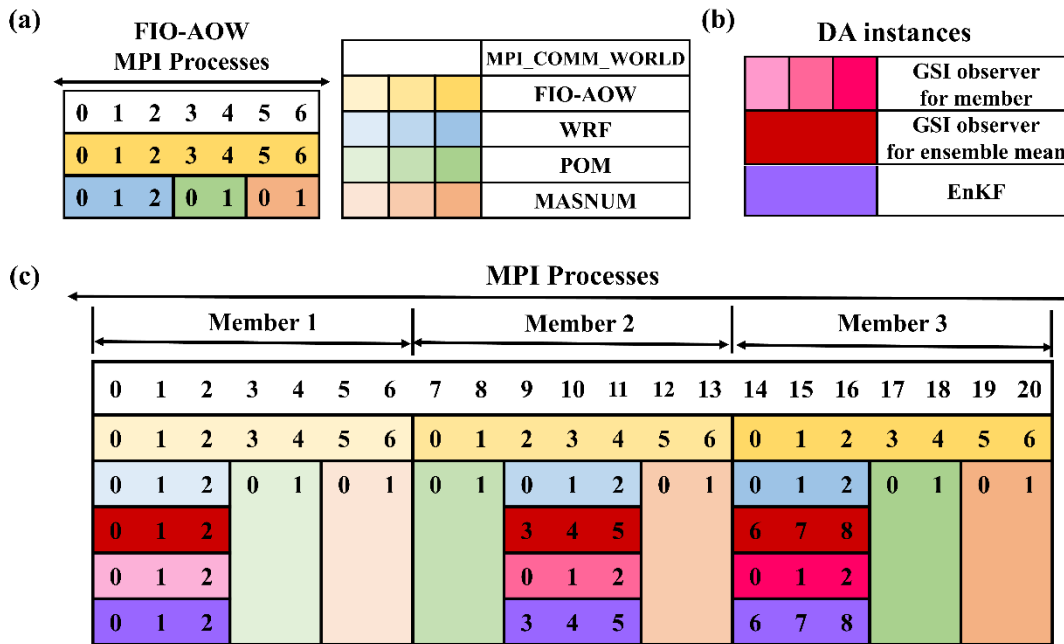 (a)
FIO-AOW
MPI Processes
0 1 2 3 4 5 6
0 1 2 3 4 5 6
0 1 2 0 1 0 1
MPI_COMM_WORLD
FIO-AOW
WRF
POM
MASNUM
(b)
DA instances
GSI observer
for member
GSI observer
for ensemble mean
EnKF
(c)
MPI Processes
Member 1 Member 2 Member 3
0 1 2 3 4 5 6 7 8 9 10 11 12 13 14 15 16 17 18 19 20
0 1 2 3 4 5 6 0 1 2 3 4 5 6 0 1 2 3 4 5 6
0 1 2 0 1 0 1 0 1 0 1 2 0 1 0 1 2 0 1 0 1
0 1 2 3 4 5 6 7 8
0 1 2 0 1 2 0 1 2
0 1 2 3 4 5 6 7 8